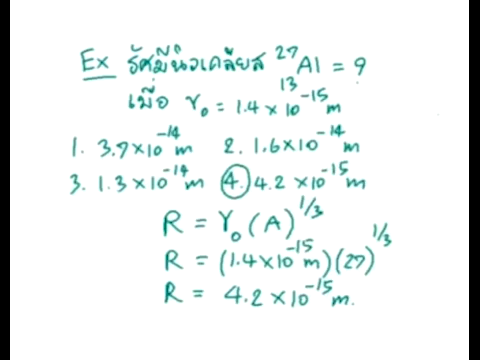 Ex รัศมีนิวเคลียส ²⁷₁₃Al = ?
เมื่อ r₀ = 1.4 × 10⁻¹⁵ m
1. 3.7×10⁻¹⁴ m 2. 1.6×10⁻¹⁴ m
3. 1.3×10⁻¹⁴ m 4. 4.2×10⁻¹⁵ m
R = r₀(A)^1/3
R = (1.4×10⁻¹⁵ m)(27)^1/3
R = 4.2×10⁻¹⁵ m.